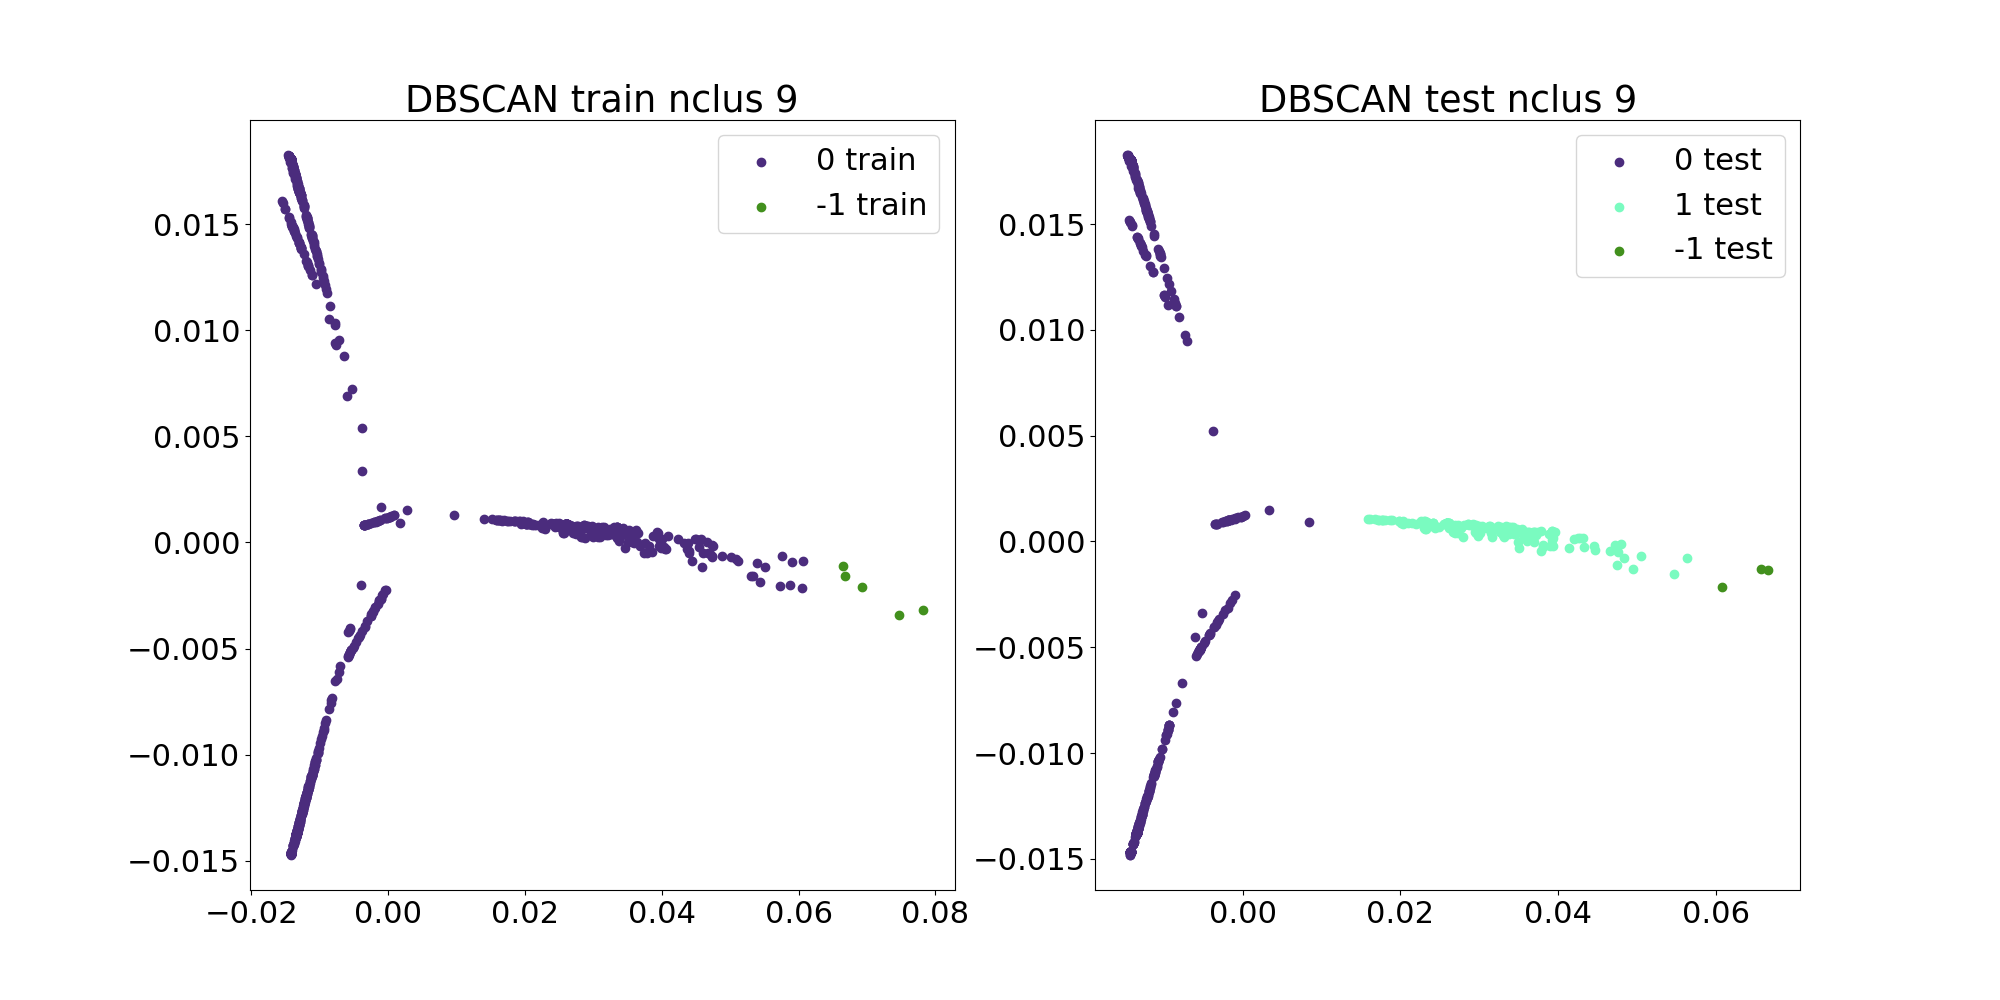 DBSCAN train nclus 9
0 train
-1 train
0.015
0.010
0.005
0.000
−0.005
−0.010
−0.015
−0.02 0.00 0.02 0.04 0.06 0.08
DBSCAN test nclus 9
0 test
1 test
-1 test
0.015
0.010
0.005
0.000
−0.005
−0.010
−0.015
0.00 0.02 0.04 0.06